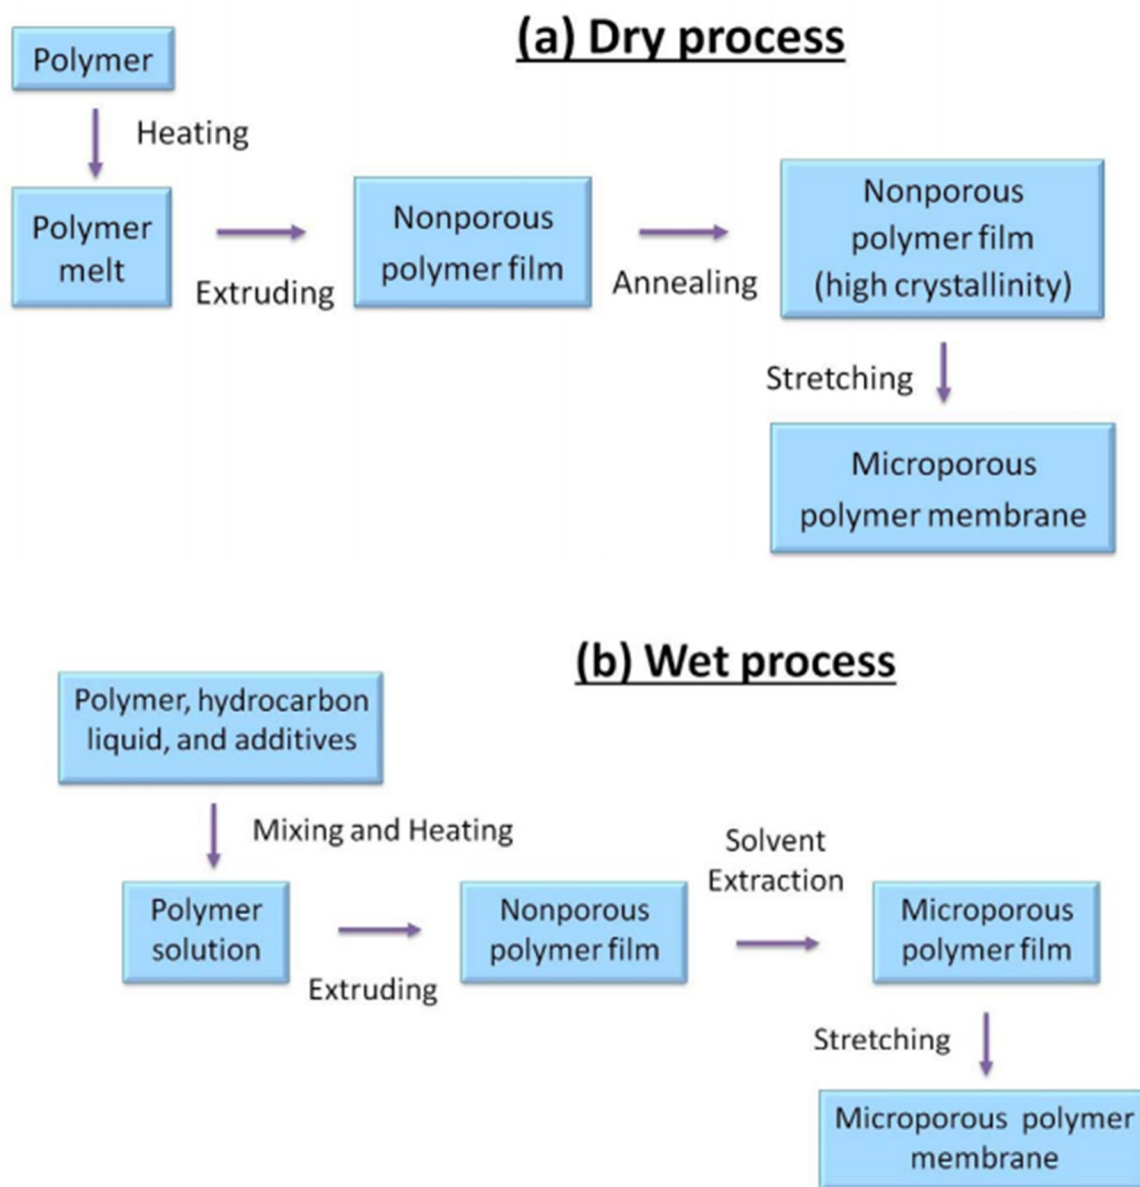 (a) Dry process
Polymer
Heating
Polymer
melt
Extruding
Nonporous
polymer film
Annealing
Nonporous
polymer film
(high crystallinity)
Stretching
Microporous
polymer membrane
(b) Wet process
Polymer, hydrocarbon
liquid, and additives
Mixing and Heating
Polymer
solution
Extruding
Nonporous
polymer film
Solvent
Extraction
Microporous
polymer film
Stretching
Microporous polymer
membrane